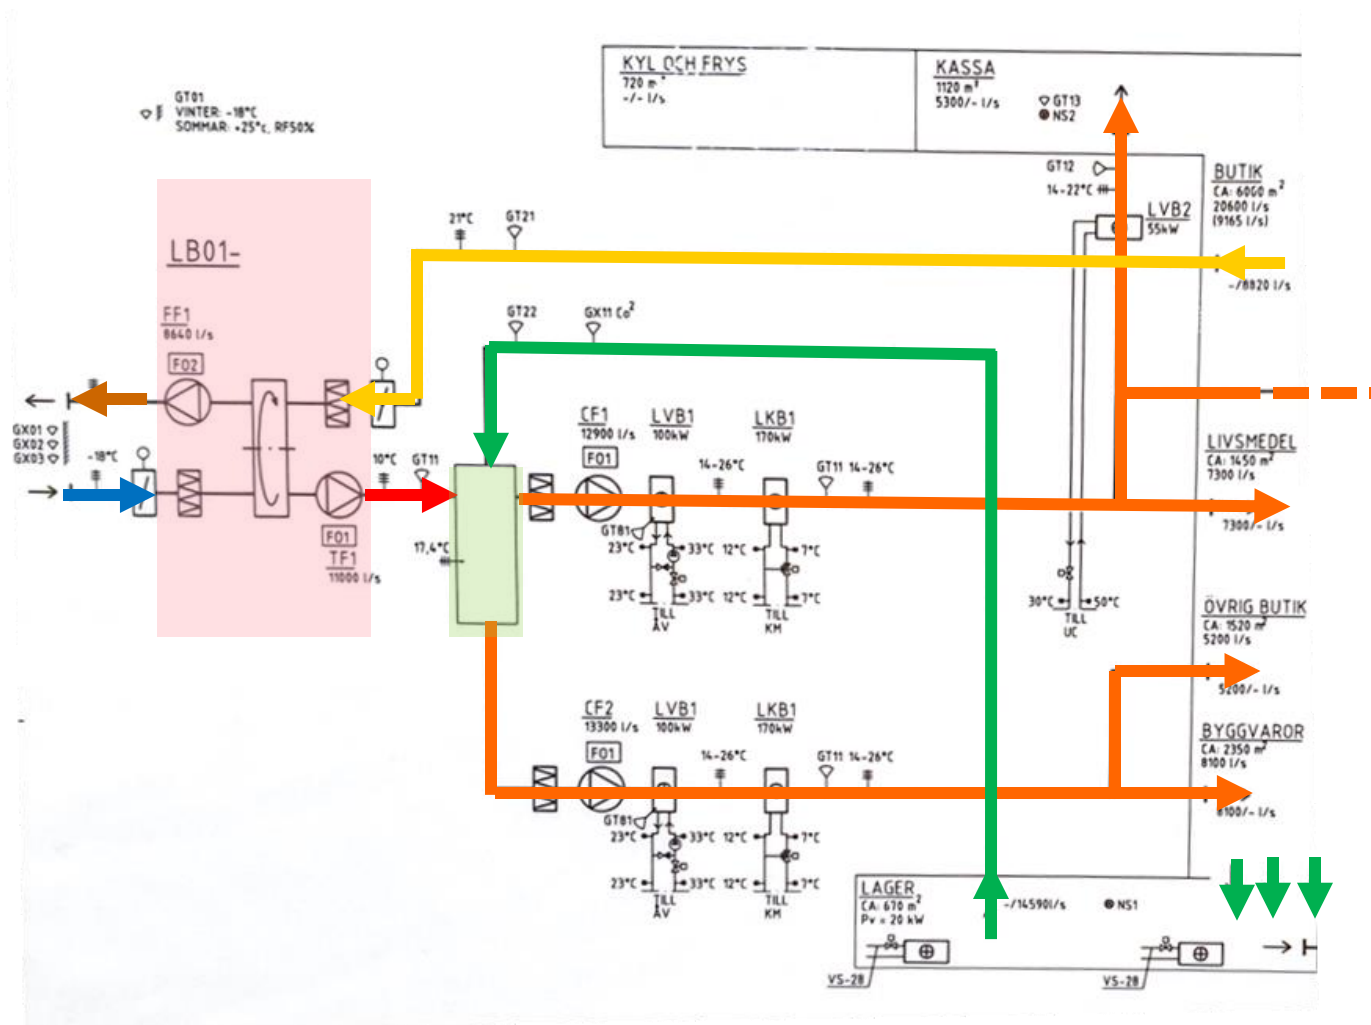 KYL OCH FRYS
720 m²
-/- l/s
KASSA
1120 m²
5300/- l/s
GT13
NS2
GT01
VINTER: -18°C
SOMMAR: +25°c, RF50%
GT12
14-22°C
LVB2
55kW
BUTIK
CA: 6000 m²
20600 l/s
(9165 l/s)
-/8820 l/s
21°C
GT21
LB01-
FF1
8640 l/s
F02
GT22
GX11 Co²
GX01
GX02
GX03
-18°C
10°C
GT11
F01
TF1
11000 l/s
17,4°C
CF1
12900 l/s
F01
LVB1
100kW
LKB1
170kW
14-26°C
GT11 14-26°C
GT81
23°C
33°C
12°C
7°C
23°C
33°C
12°C
7°C
TILL
ÅV
TILL
KM
30°C
50°C
TILL
UC
LIVSMEDEL
CA: 1450 m²
7300 l/s
7300/- l/s
ÖVRIG BUTIK
CA: 1520 m²
5200 l/s
5200/- l/s
CF2
13300 l/s
F01
LVB1
100kW
LKB1
170kW
14-26°C
GT11 14-26°C
GT81
23°C
33°C
12°C
7°C
23°C
33°C
12°C
7°C
TILL
ÅV
TILL
KM
BYGGVAROR
CA: 2350 m²
8100 l/s
8100/- l/s
LAGER
CA: 670 m²
Pv = 20 kW
-/14590l/s
NS1
VS-28
VS-28